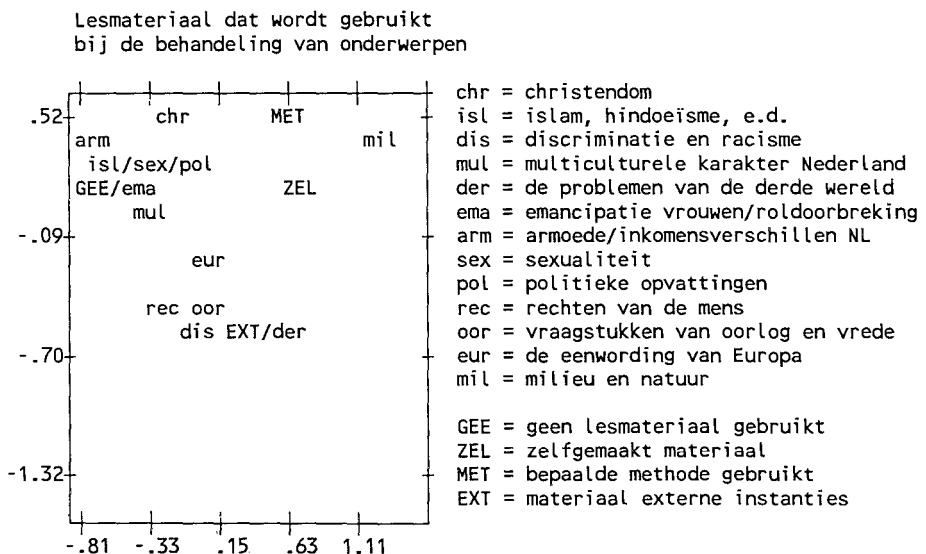 Lesmateriaal dat wordt gebruikt
bij de behandeling van onderwerpen
.52 chr MET
arm mil
isl/sex/pol
GEE/ema ZEL
mul
-.09
eur
rec oor
dis EXT/der
-.70
-1.32
-.81 -.33 .15 .63 1.11
chr = christendom
isl = islam, hindoeïsme, e.d.
dis = discriminatie en racisme
mul = multiculturele karakter Nederland
der = de problemen van de derde wereld
ema = emancipatie vrouwen/roldoorbreking
arm = armoede/inkomensverschillen NL
sex = sexualiteit
pol = politieke opvattingen
rec = rechten van de mens
oor = vraagstukken van oorlog en vrede
eur = de eenwording van Europa
mil = milieu en natuur
GEE = geen lesmateriaal gebruikt
ZEL = zelfgemaakt materiaal
MET = bepaalde methode gebruikt
EXT = materiaal externe instanties